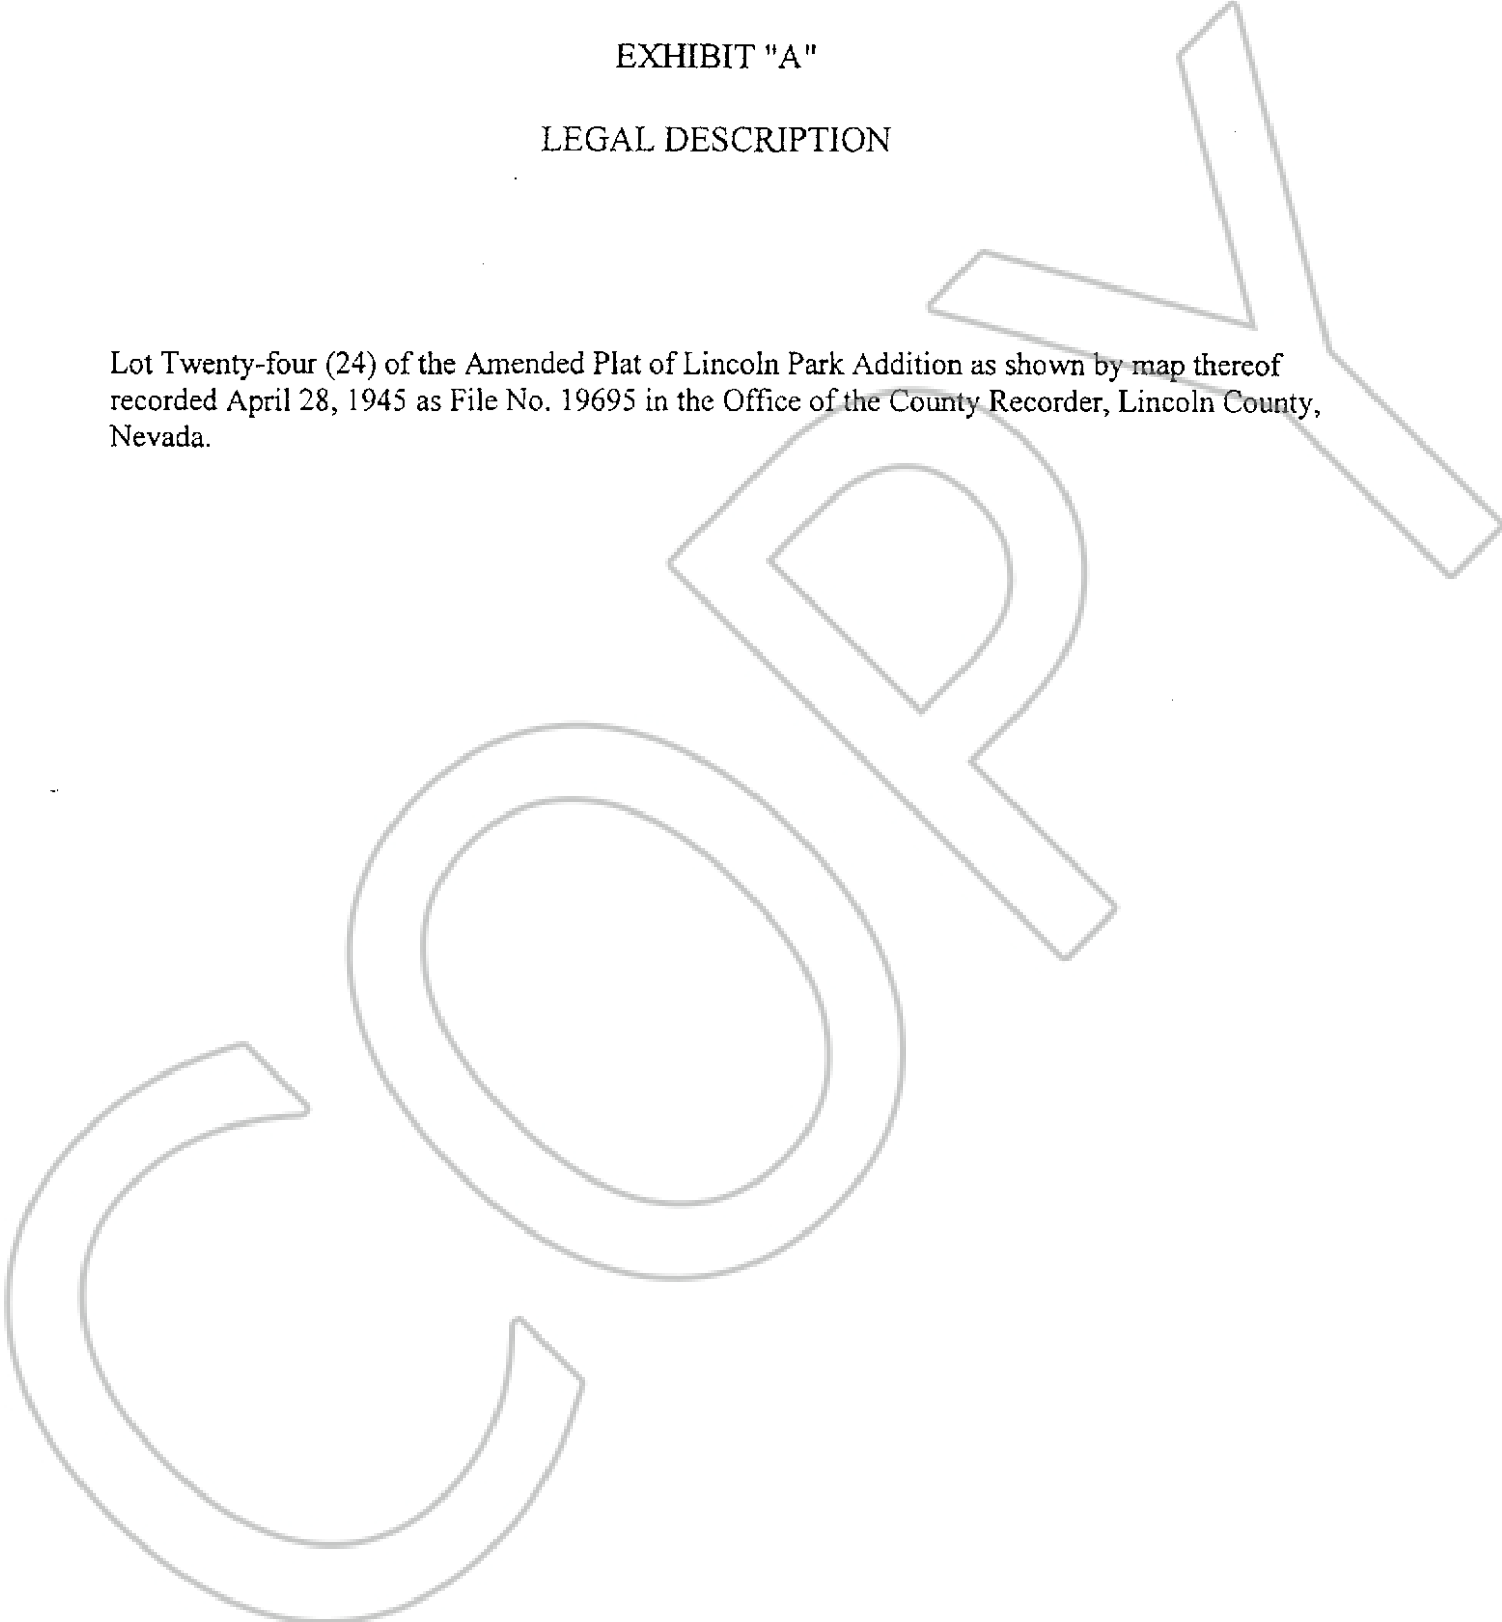 EXHIBIT "A"
LEGAL DESCRIPTION
Lot Twenty-four (24) of the Amended Plat of Lincoln Park Addition as shown by map thereof
recorded April 28, 1945 as File No. 19695 in the Office of the County Recorder, Lincoln County,
Nevada.
COPY